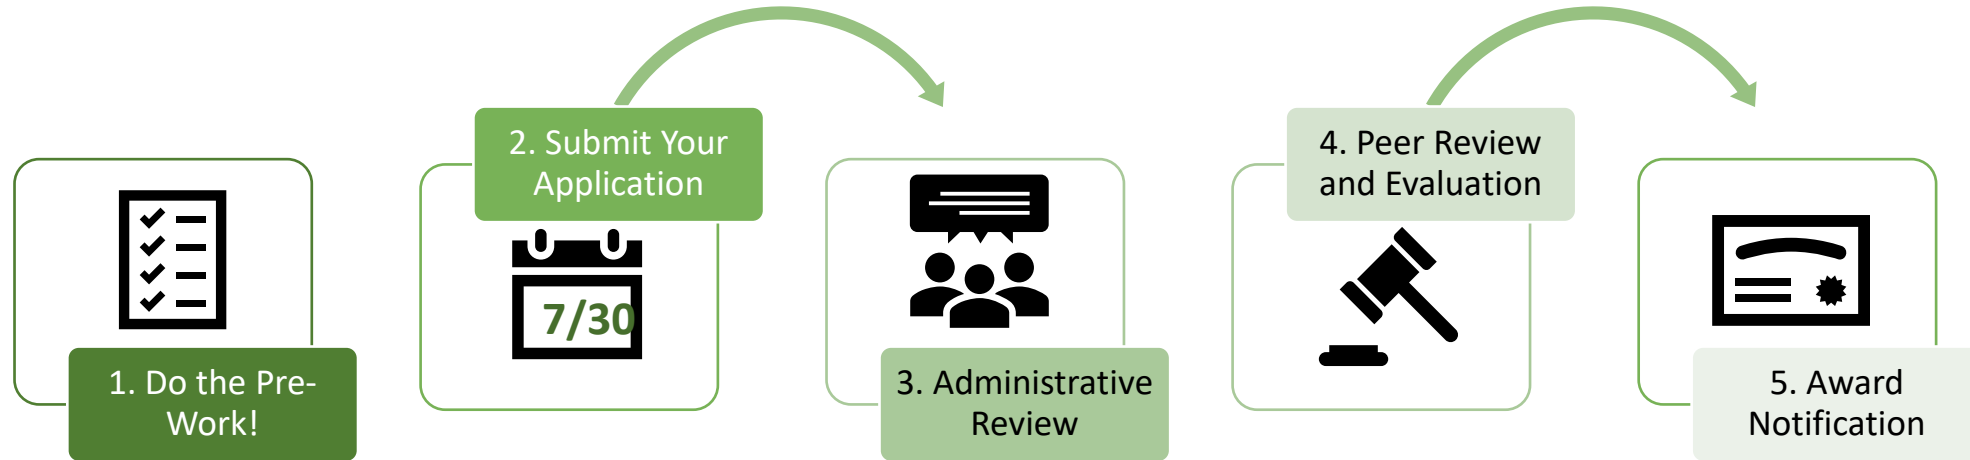 1. Do the Pre-
Work!
2. Submit Your
Application
7/30
3. Administrative
Review
4. Peer Review
and Evaluation
5. Award
Notification